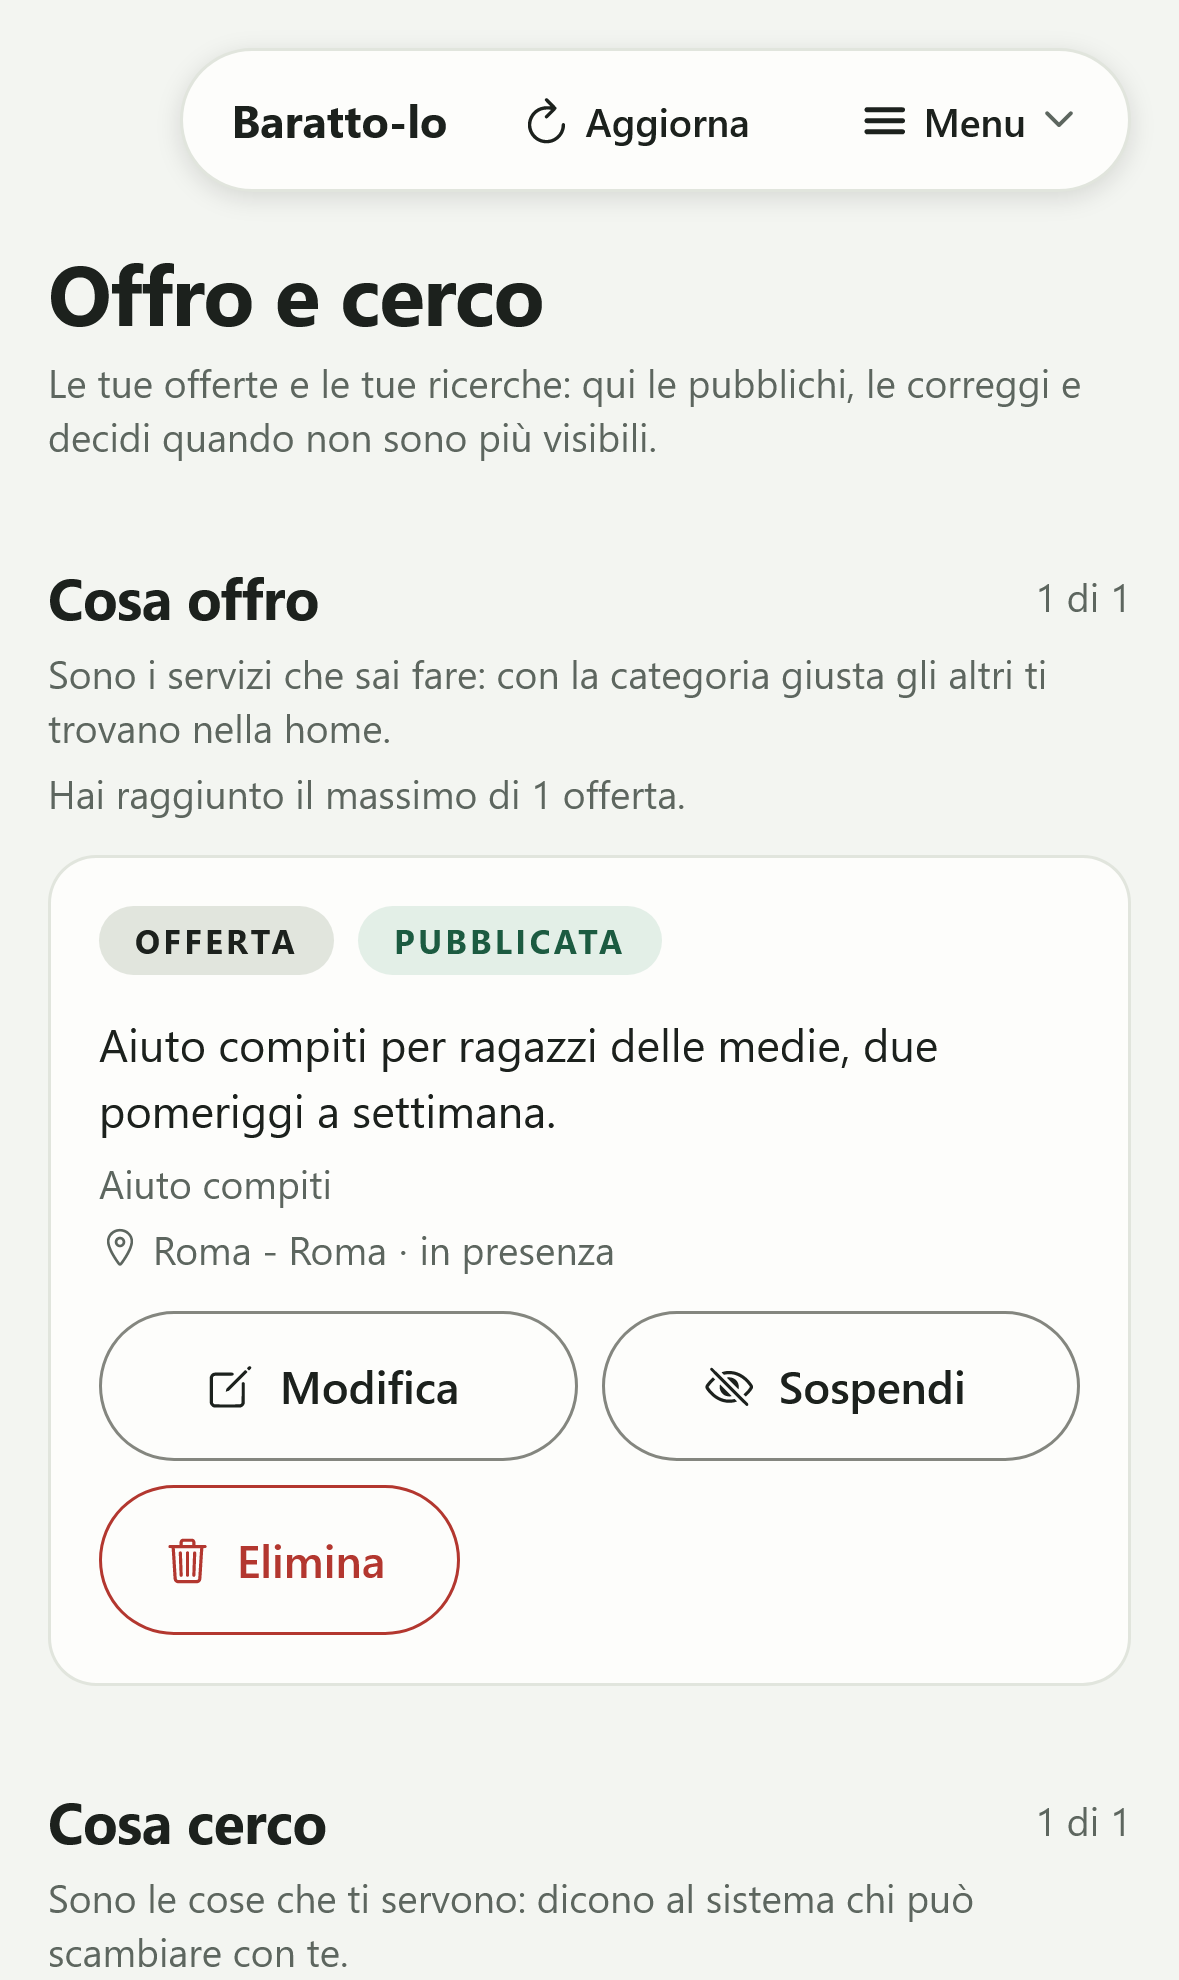 Baratto-lo Aggiorna Menu
Offro e cerco
Le tue offerte e le tue ricerche: qui le pubblichi, le correggi e
decidi quando non sono più visibili.
Cosa offro 1 di 1
Sono i servizi che sai fare: con la categoria giusta gli altri ti
trovano nella home.
Hai raggiunto il massimo di 1 offerta.
OFFERTA PUBBLICATA
Aiuto compiti per ragazzi delle medie, due
pomeriggi a settimana.
Aiuto compiti
Roma - Roma · in presenza
Modifica Sospendi
Elimina
Cosa cerco 1 di 1
Sono le cose che ti servono: dicono al sistema chi può
scambiare con te.